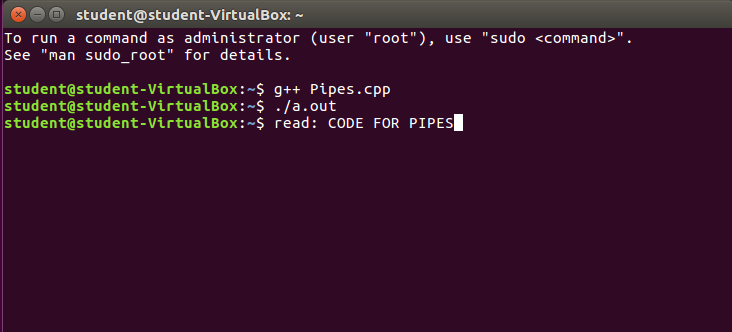 student@student-VirtualBox: ~
To run a command as administrator (user "root"), use "sudo <command>".
See "man sudo_root" for details.
student@student-VirtualBox:~$ g++ Pipes.cpp
student@student-VirtualBox:~$ ./a.out
student@student-VirtualBox:~$ read: CODE FOR PIPES